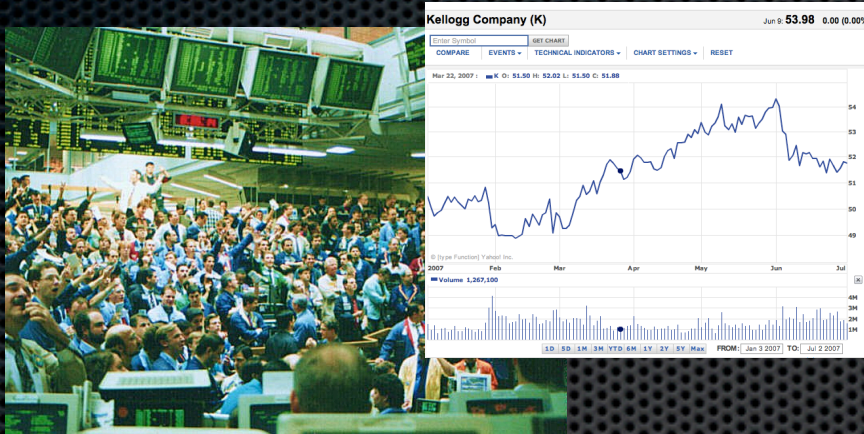 Kellogg Company (K)
Jun 9: 53.98 0.00 (0.00%
Enter Symbol GET CHART
COMPARE EVENTS TECHNICAL INDICATORS CHART SETTINGS RESET
Mar 22, 2007 : K O: 51.50 H: 52.02 L: 51.50 C: 51.88
54
53
52
51
50
49
© [type Function] Yahoo! Inc.
2007 Feb Mar Apr May Jun Jul
Volume 1,267,100
4M
3M
2M
1M
1D 5D 1M 3M YTD 6M 1Y 2Y 5Y Max FROM: Jan 3 2007 TO: Jul 2 2007